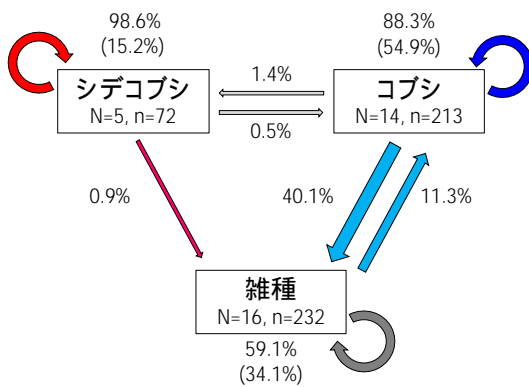 98.6%
(15.2%)
88.3%
(54.9%)
シデコブシ
N=5, n=72
1.4%
0.5%
コブシ
N=14, n=213
0.9%
40.1%
11.3%
雑種
N=16, n=232
59.1%
(34.1%)